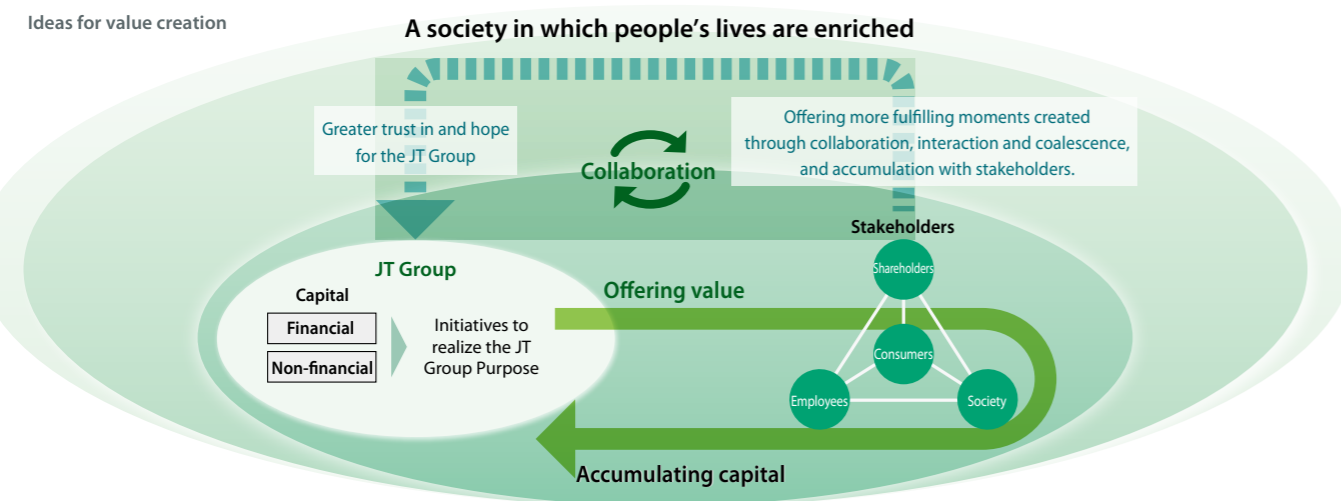 Ideas for value creation
A society in which people’s lives are enriched
Greater trust in and hope
for the JT Group
Collaboration
Offering more fulfilling moments created
through collaboration, interaction and coalescence,
and accumulation with stakeholders.
JT Group
Capital
Financial
Non-financial
Initiatives to
realize the JT
Group Purpose
Offering value
Stakeholders
Shareholders
Consumers
Employees
Society
Accumulating capital